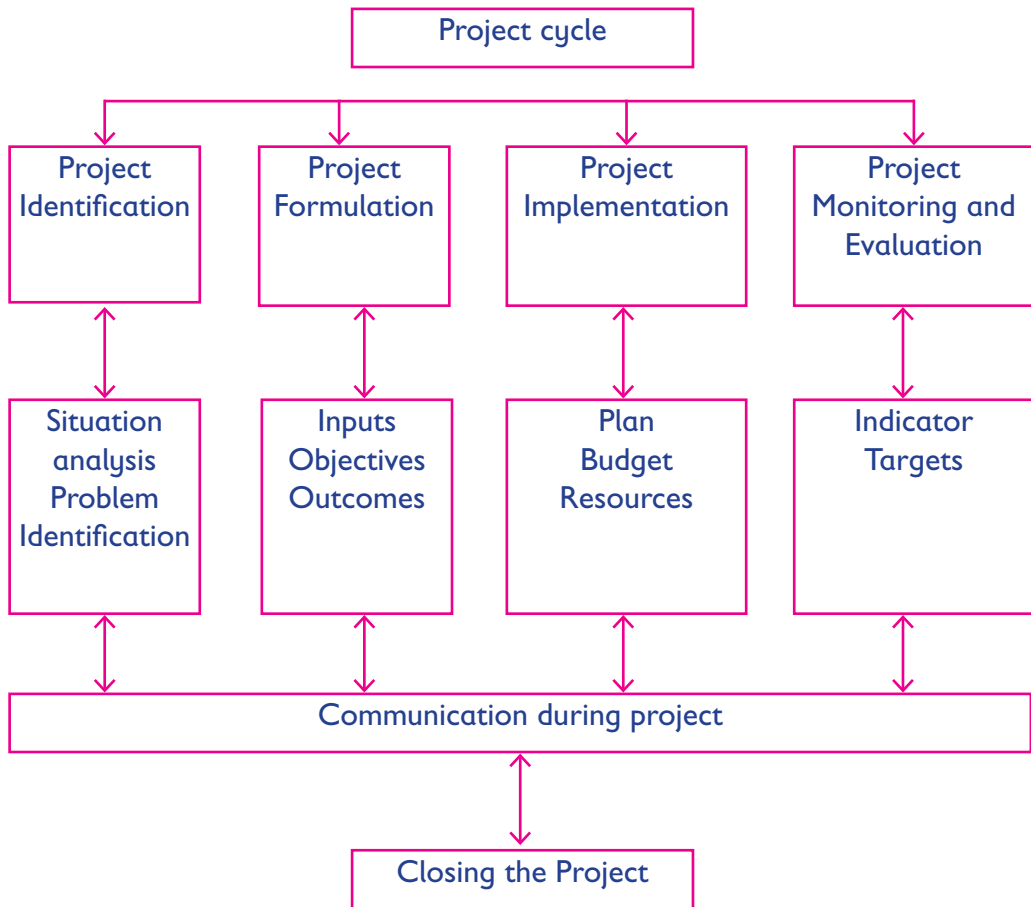 Project cycle
Project
Identification
Project
Formulation
Project
Implementation
Project
Monitoring and
Evaluation
Situation
analysis
Problem
Identification
Inputs
Objectives
Outcomes
Plan
Budget
Resources
Indicator
Targets
Communication during project
Closing the Project